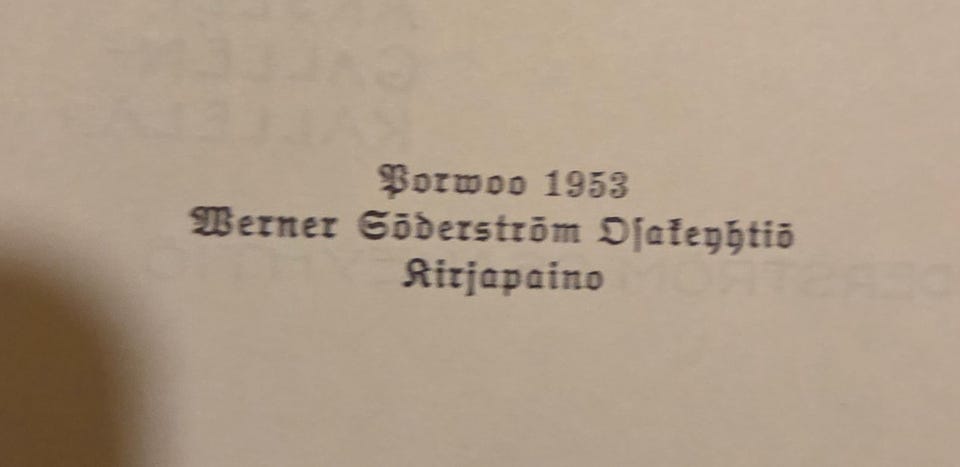 Porwoo 1953
Werner Söderström Osakeyhtiö
Kirjapaino